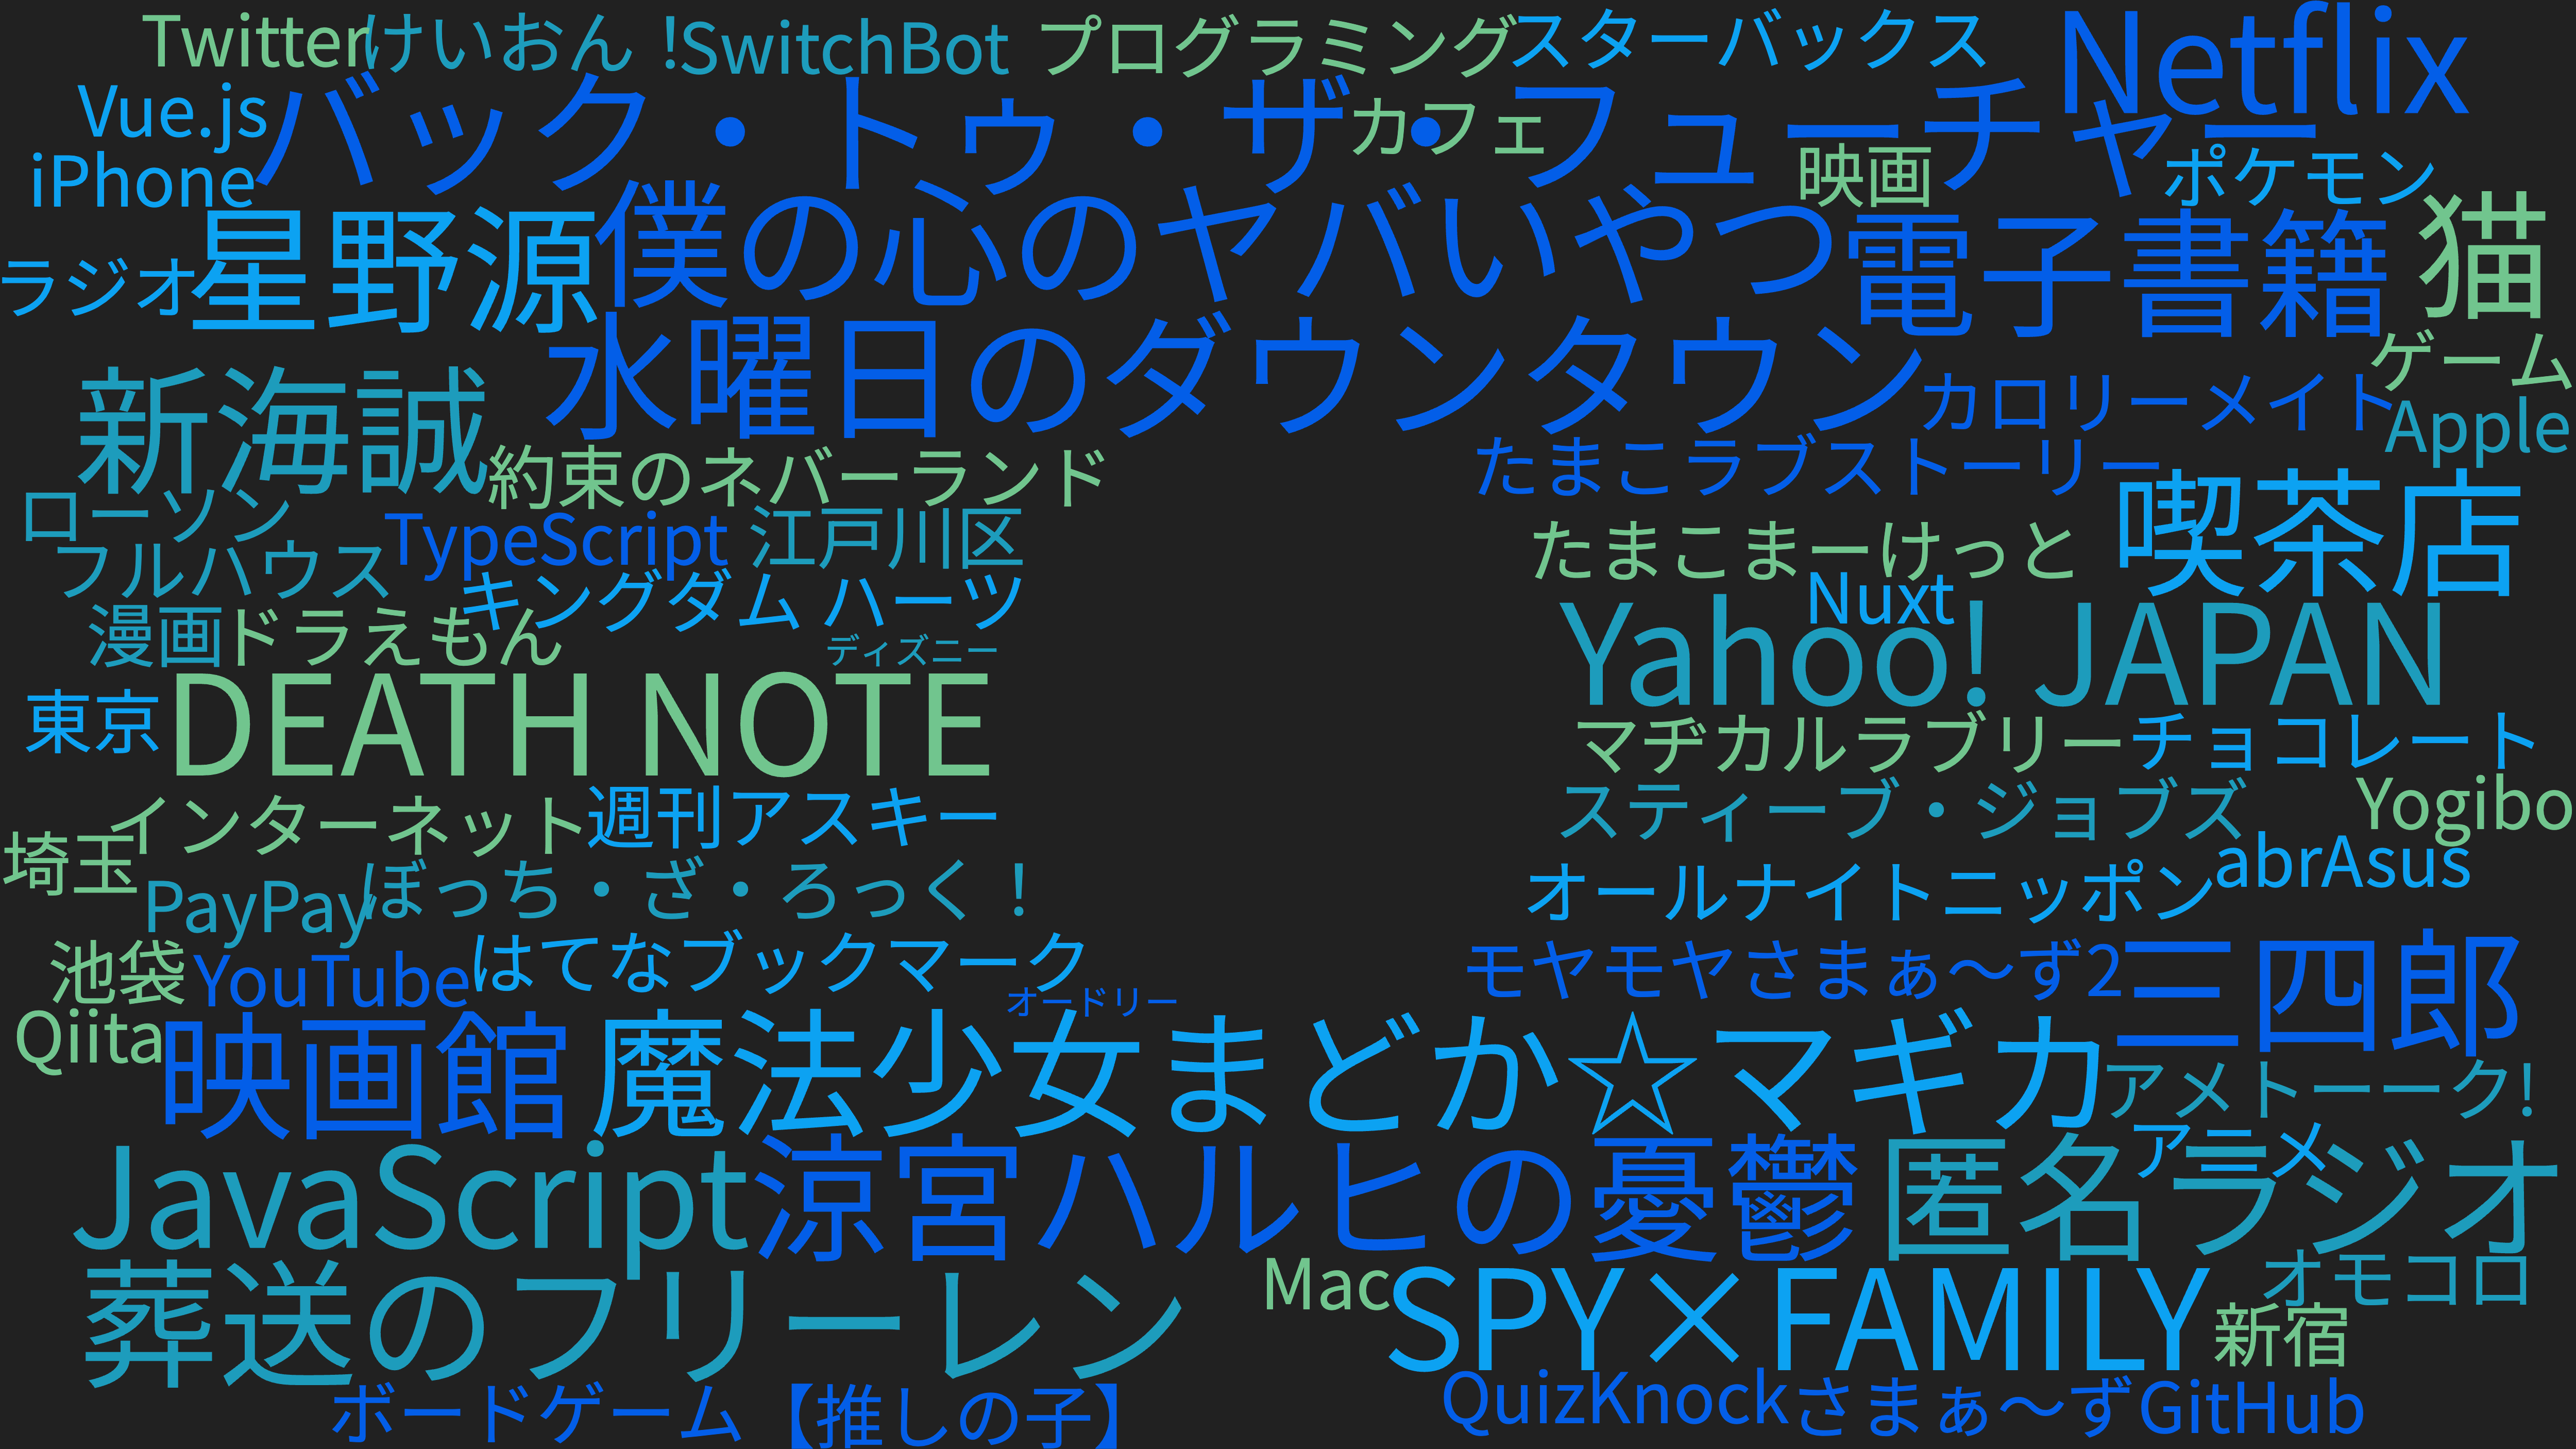 Twitter
けいおん!
SwitchBot
プログラミング
スターバックス
Netflix
Vue.js
バック・トゥ・ザ・フューチャー
カフェ
iPhone
映画
ポケモン
ラジオ
星野源
僕の心のヤバいやつ
電子書籍
猫
水曜日のダウンタウン
ゲーム
新海誠
カロリーメイト
Apple
約束のネバーランド
たまこラブストーリー
ローソン
TypeScript
江戸川区
たまこまーけっと
喫茶店
フルハウス
キングダム ハーツ
Nuxt
漫画
ドラえもん
ディズニー
Yahoo! JAPAN
東京
DEATH NOTE
マヂカルラブリー
チョコレート
インターネット
週刊アスキー
スティーブ・ジョブズ
Yogibo
埼玉
PayPay
ぼっち・ざ・ろっく!
オールナイトニッポン
abrAsus
池袋
YouTube
はてなブックマーク
モヤモヤさまぁ〜ず2
三四郎
Qiita
オードリー
映画館
魔法少女まどか☆マギカ
アメトーーク!
アニメ
JavaScript
涼宮ハルヒの憂鬱
匿名ラジオ
葬送のフリーレン
Mac
SPY×FAMILY
オモコロ
新宿
ボードゲーム
【推しの子】
QuizKnock
さまぁ〜ず
GitHub